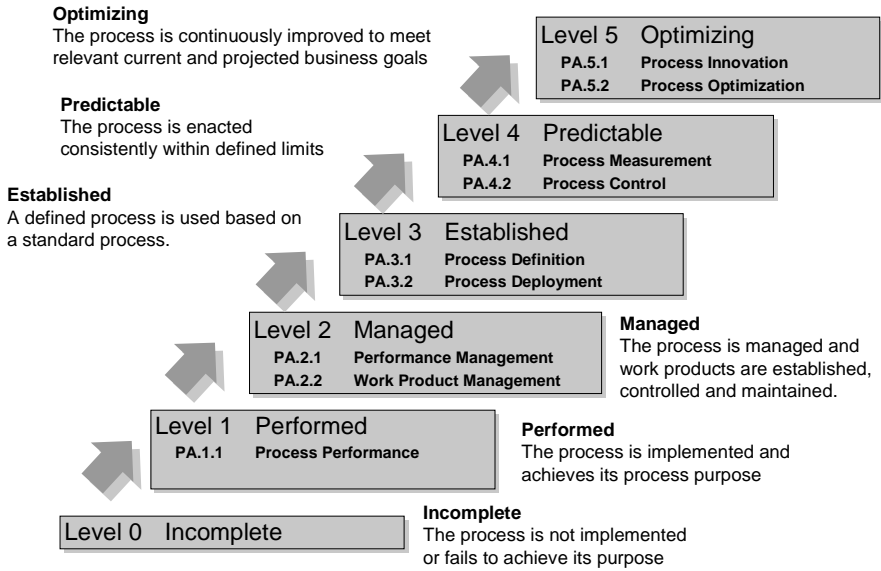 Optimizing
The process is continuously improved to meet
relevant current and projected business goals
Level 5 Optimizing
PA.5.1 Process Innovation
PA.5.2 Process Optimization
Predictable
The process is enacted
consistently within defined limits
Level 4 Predictable
PA.4.1 Process Measurement
PA.4.2 Process Control
Established
A defined process is used based on
a standard process.
Level 3 Established
PA.3.1 Process Definition
PA.3.2 Process Deployment
Level 2 Managed
PA.2.1 Performance Management
PA.2.2 Work Product Management
Managed
The process is managed and
work products are established,
controlled and maintained.
Level 1 Performed
PA.1.1 Process Performance
Performed
The process is implemented and
achieves its process purpose
Level 0 Incomplete
Incomplete
The process is not implemented
or fails to achieve its purpose